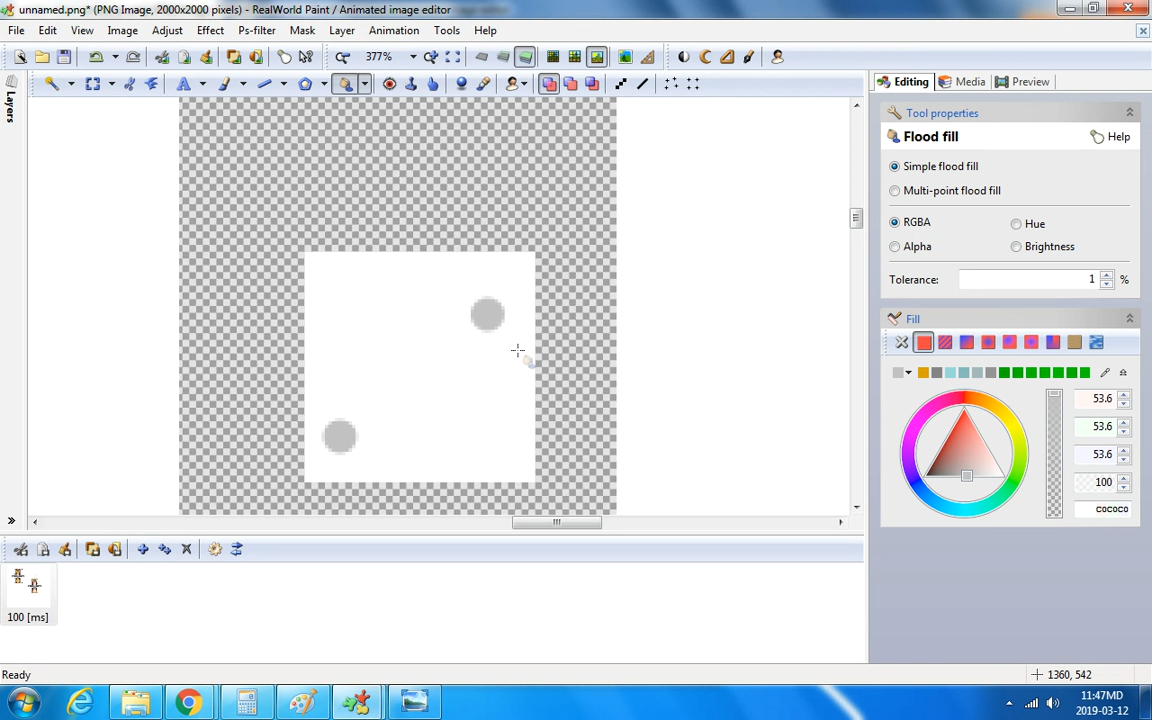 unnamed.png* (PNG Image, 2000x2000 pixels) - RealWorld Paint / Animated image editor
File Edit View Image Adjust Effect Ps-filter Mask Layer Animation Tools Help
377%
Layers
Editing Media Preview
Tool properties
Flood fill Help
Simple flood fill
Multi-point flood fill
RGBA Hue
Alpha Brightness
Tolerance: 1 %
Fill
53.6
53.6
53.6
100
c0c0c0
100 [ms]
Ready
1360, 542
11:47MD
2019-03-12